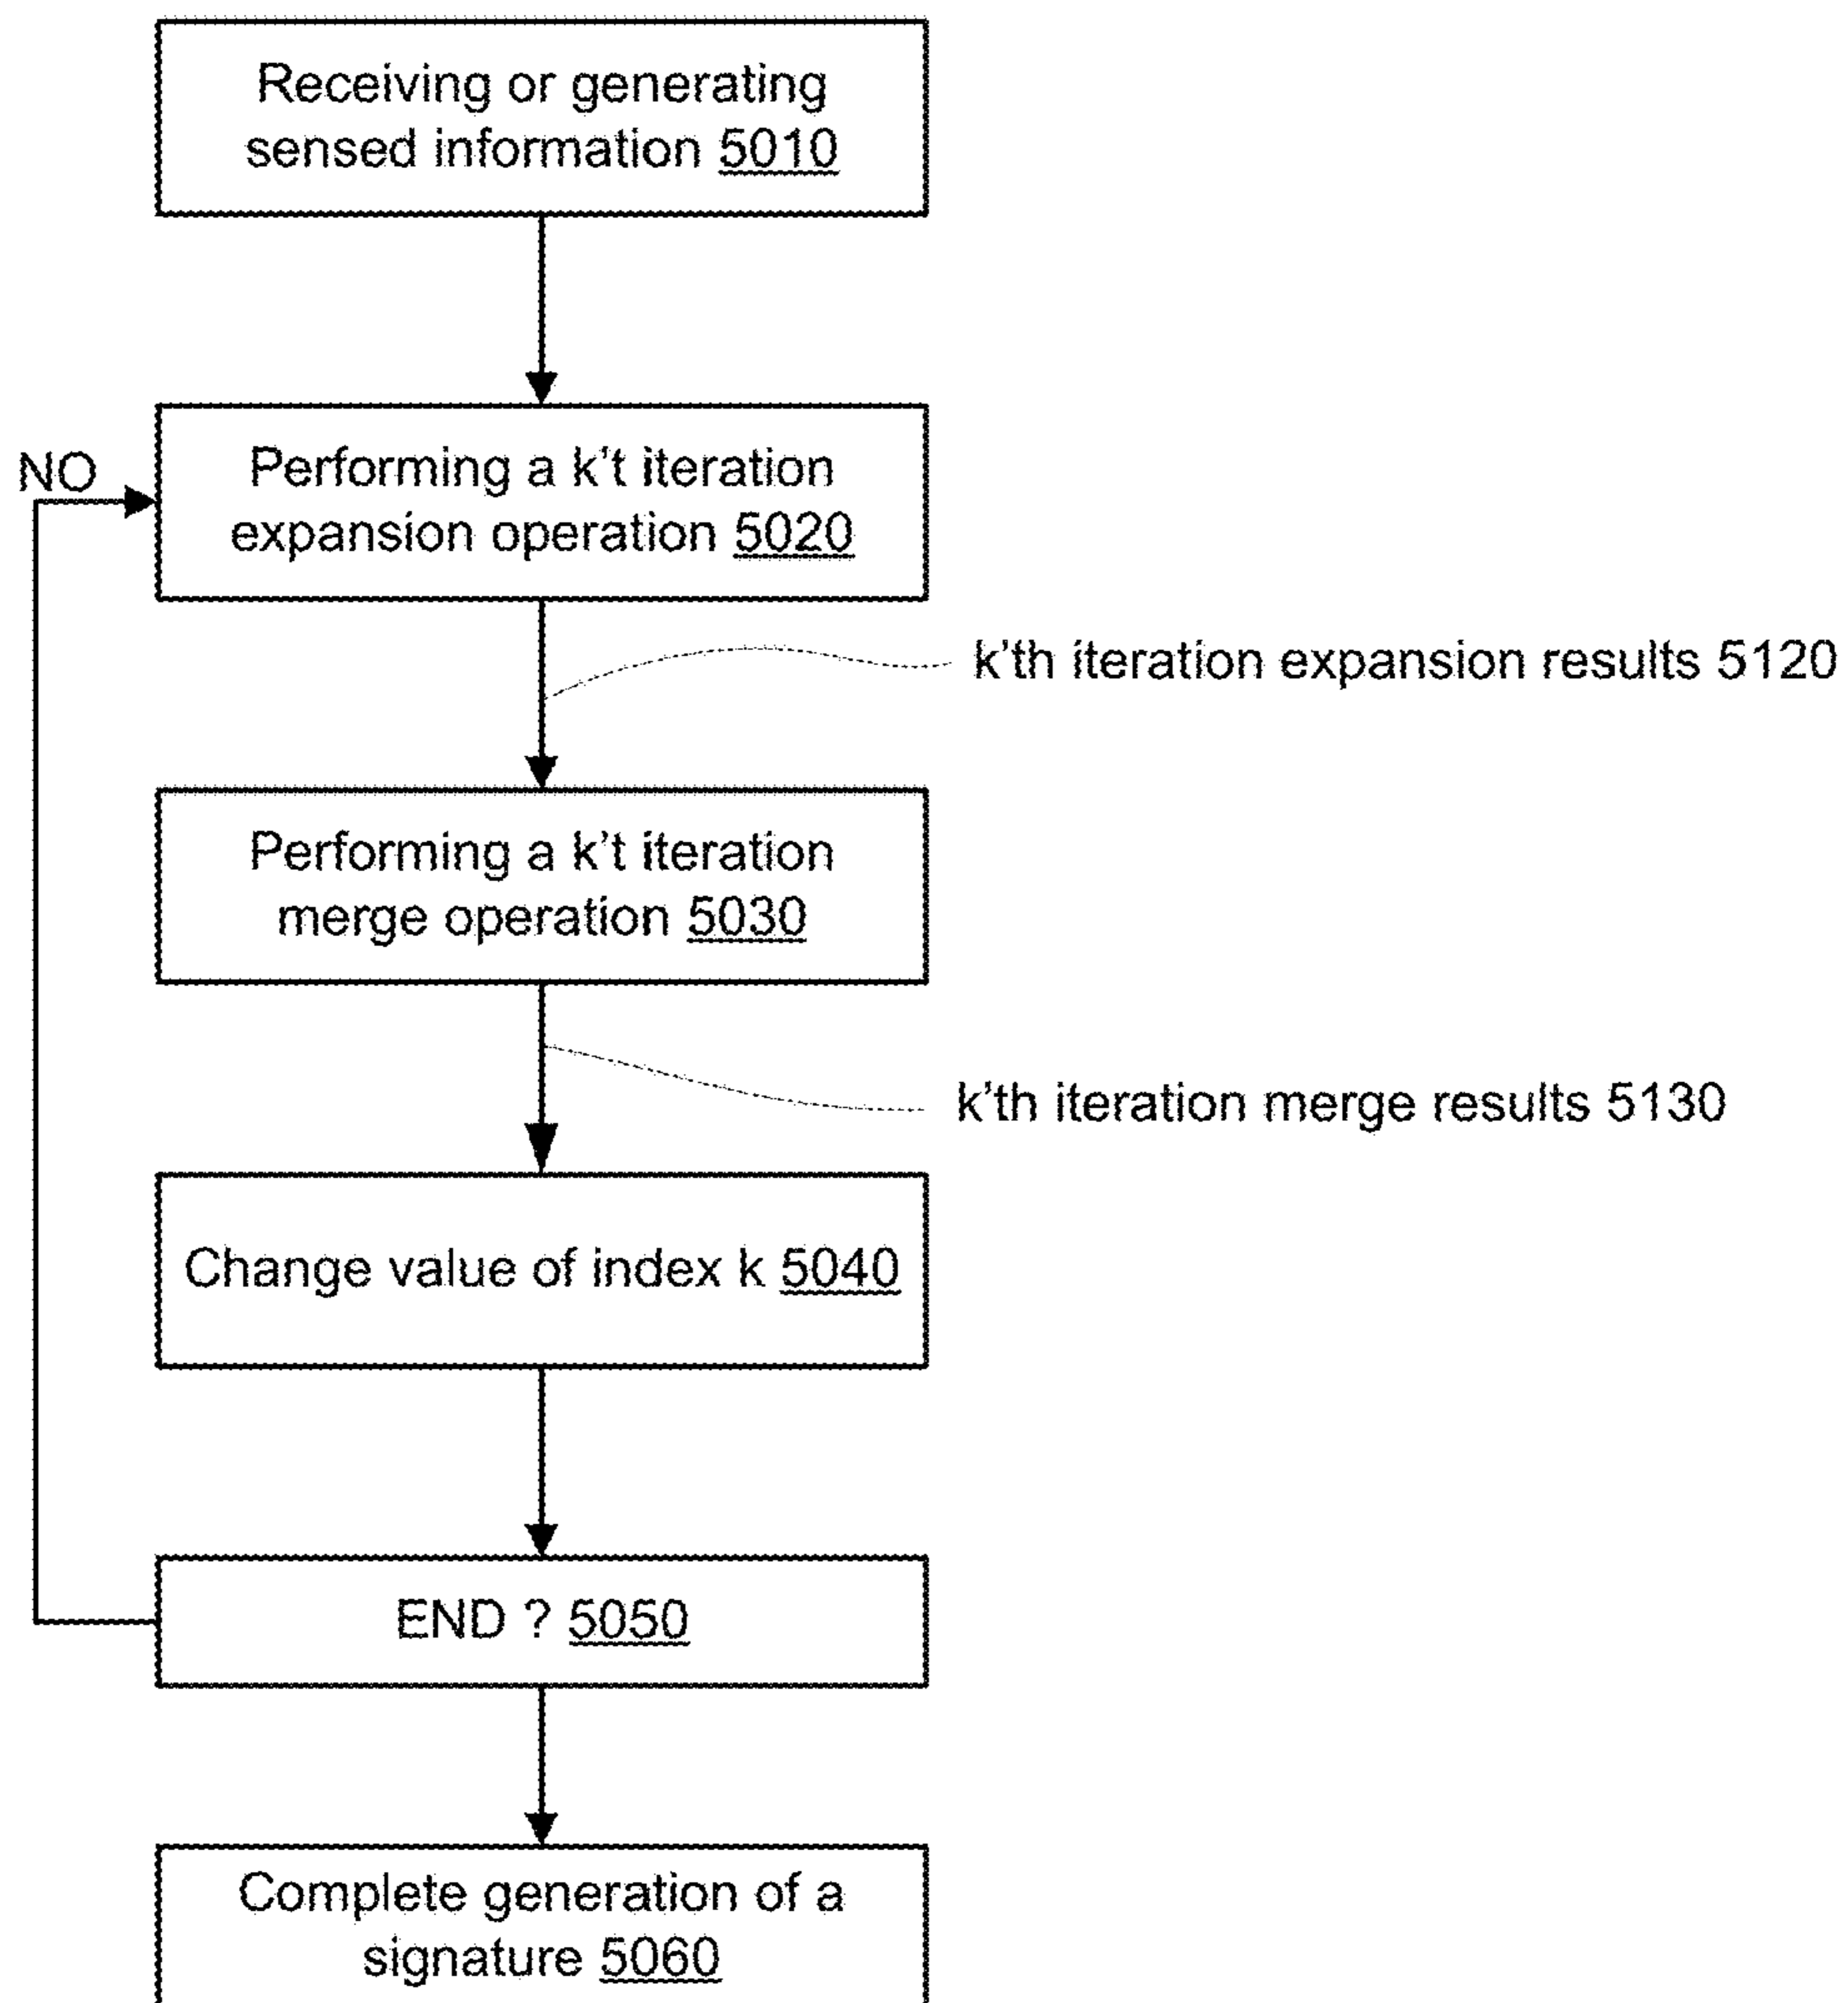 Receiving or generating
sensed information 5010
NO
Performing a k't iteration
expansion operation 5020
k'th iteration expansion results 5120
Performing a k't iteration
merge operation 5030
k'th iteration merge results 5130
Change value of index k 5040
END ? 5050
Complete generation of a
signature 5060